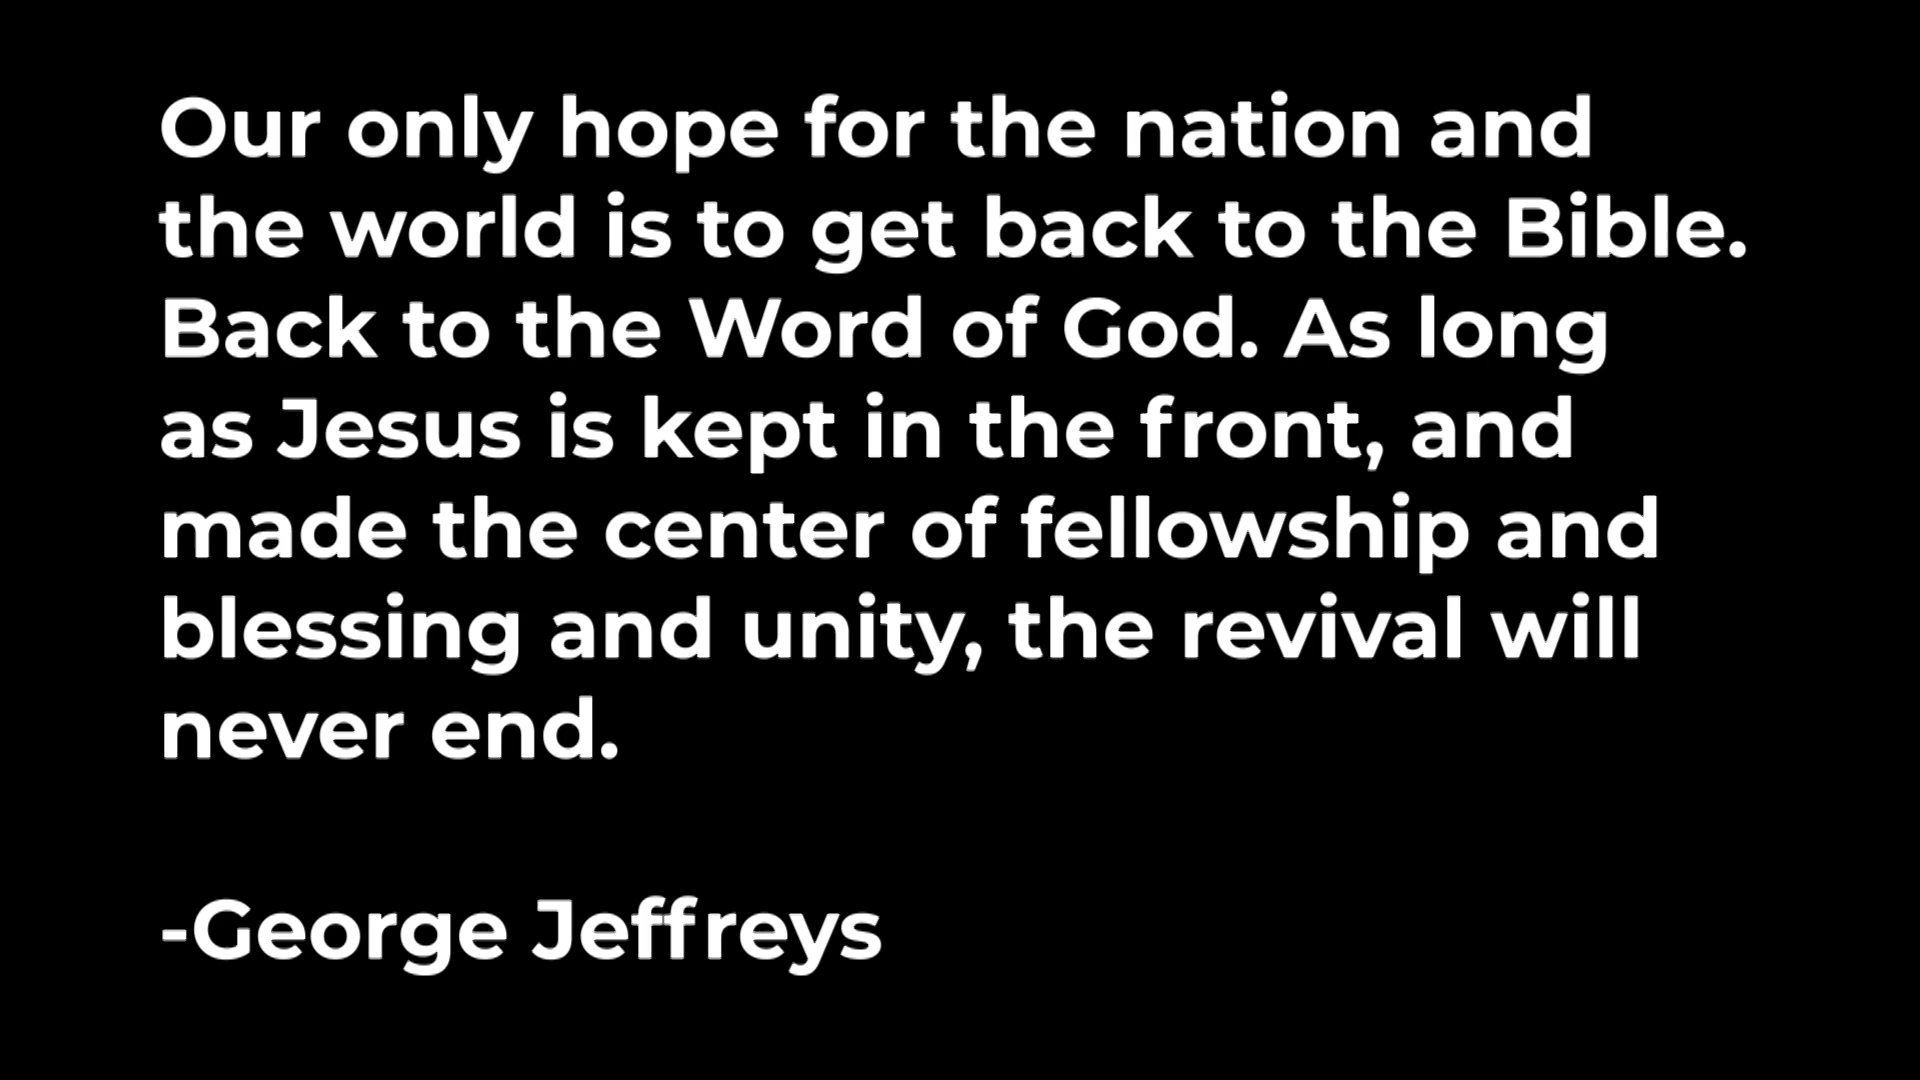 Our only hope for the nation and
the world is to get back to the Bible.
Back to the Word of God. As long
as Jesus is kept in the front, and
made the center of fellowship and
blessing and unity, the revival will
never end.
-George Jeffreys